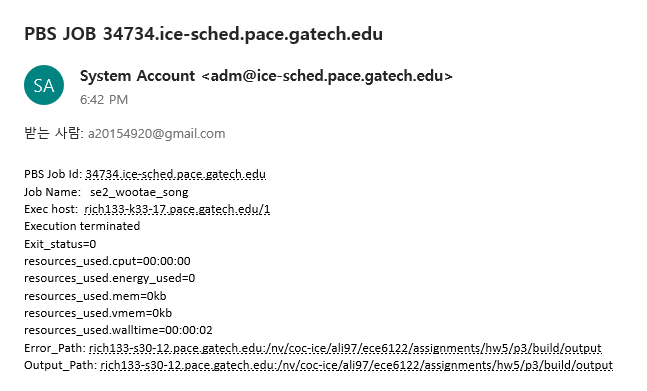 PBS JOB 34734.ice-sched.pace.gatech.edu
SA
System Account <adm@ice-sched.pace.gatech.edu>
6:42 PM
받는 사람: a20154920@gmail.com
PBS Job Id: 34734.ice-sched.pace.gatech.edu
Job Name: se2_wootae_song
Exec host: rich133-k33-17.pace.gatech.edu/1
Execution terminated
Exit_status=0
resources_used.cput=00:00:00
resources_used.energy_used=0
resources_used.mem=0kb
resources_used.vmem=0kb
resources_used.walltime=00:00:02
Error_Path: rich133-s30-12.pace.gatech.edu:/nv/coc-ice/ali97/ece6122/assignments/hw5/p3/build/output
Output_Path: rich133-s30-12.pace.gatech.edu:/nv/coc-ice/ali97/ece6122/assignments/hw5/p3/build/output